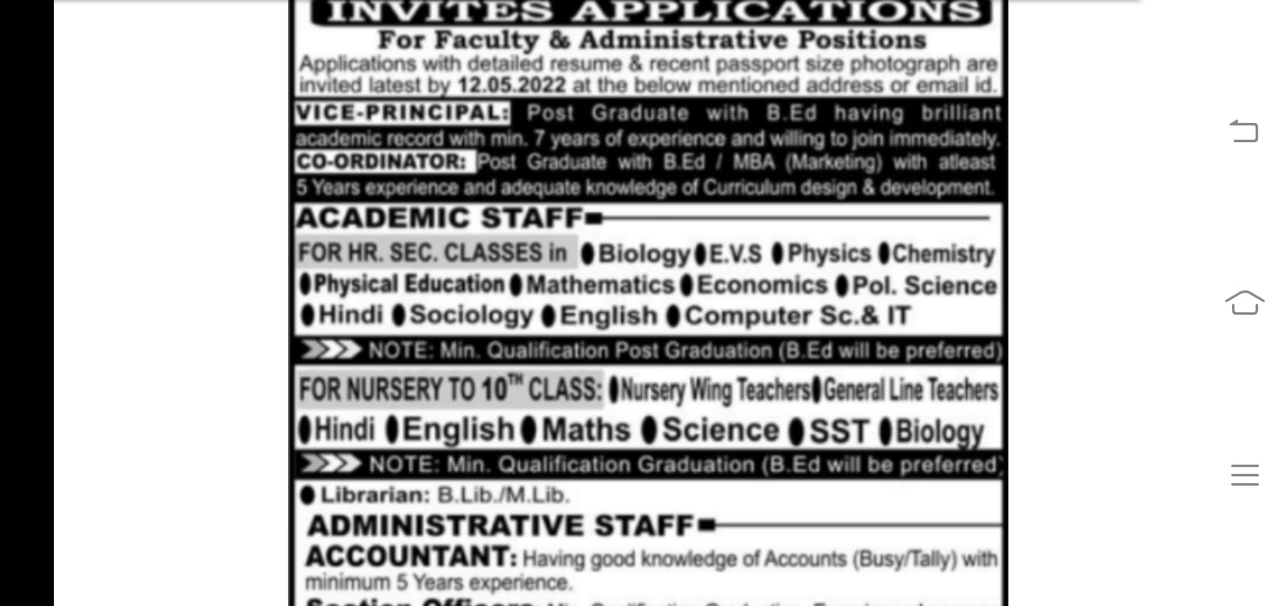 INVITES APPLICATIONS
For Faculty & Administrative Positions
Applications with detailed resume & recent passport size photograph are
invited latest by 12.05.2022 at the below mentioned address or email id.
VICE-PRINCIPAL: Post Graduate with B.Ed having brilliant
academic record with min. 7 years of experience and willing to join immediately.
CO-ORDINATOR: Post Graduate with B.Ed / MBA (Marketing) with atleast
5 Years experience and adequate knowledge of Curriculum design & development.
ACADEMIC STAFF
FOR HR. SEC. CLASSES in ●Biology●E.V.S ●Physics ●Chemistry
●Physical Education●Mathematics●Economics ●Pol. Science
●Hindi ●Sociology ●English ●Computer Sc.& IT
NOTE: Min. Qualification Post Graduation (B.Ed will be preferred)
FOR NURSERY TO 10TH CLASS: ●Nursery Wing Teachers●General Line Teachers
●Hindi ●English●Maths ●Science ●SST ●Biology
NOTE: Min. Qualification Graduation (B.Ed will be preferred)
●Librarian: B.Lib./M.Lib.
ADMINISTRATIVE STAFF
ACCOUNTANT: Having good knowledge of Accounts (Busy/Tally) with
minimum 5 Years experience.
Section Officers: Min. Qualification Graduation,